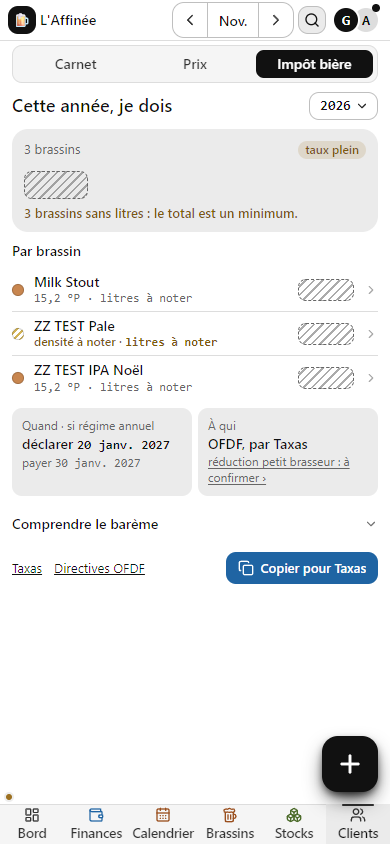 L'Affinée
Nov.
G
A
Carnet
Prix
Impôt bière
Cette année, je dois
2026
3 brassins
taux plein
3 brassins sans litres : le total est un minimum.
Par brassin
Milk Stout
15,2 °P · litres à noter
ZZ TEST Pale
densité à noter · litres à noter
ZZ TEST IPA Noël
15,2 °P · litres à noter
Quand · si régime annuel
déclarer 20 janv. 2027
payer 30 janv. 2027
À qui
OFDF, par Taxas
réduction petit brasseur : à
confirmer ›
Comprendre le barème
Taxas
Directives OFDF
Copier pour Taxas
Bord
Finances
Calendrier
Brassins
Stocks
Clients